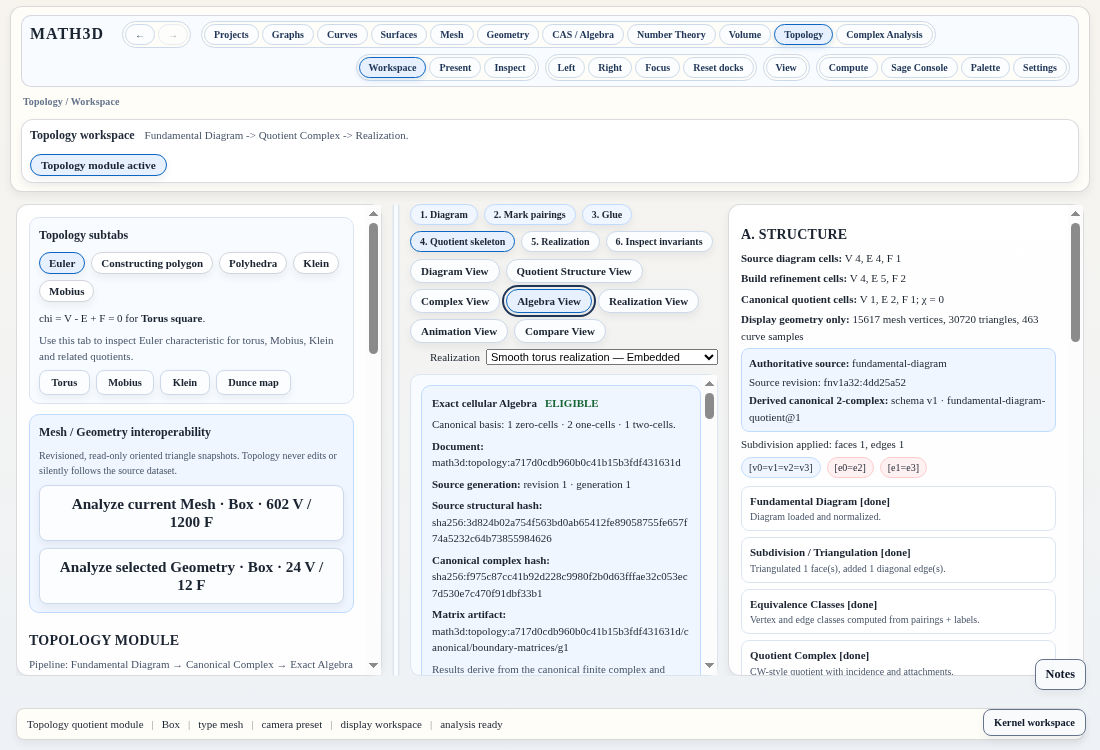 MATH3D
← → Projects Graphs Curves Surfaces Mesh Geometry CAS / Algebra Number Theory Volume Topology Complex Analysis
Workspace Present Inspect Left Right Focus Reset docks View Compute Sage Console Palette Settings
Topology / Workspace
Topology workspace Fundamental Diagram -> Quotient Complex -> Realization.
Topology module active
Topology subtabs
Euler Constructing polygon Polyhedra Klein
Mobius
chi = V - E + F = 0 for Torus square.
Use this tab to inspect Euler characteristic for torus, Mobius, Klein
and related quotients.
Torus Mobius Klein Dunce map
Mesh / Geometry interoperability
Revisioned, read-only oriented triangle snapshots. Topology never edits or
silently follows the source dataset.
Analyze current Mesh · Box · 602 V /
1200 F
Analyze selected Geometry · Box · 24 V /
12 F
TOPOLOGY MODULE
Pipeline: Fundamental Diagram → Canonical Complex → Exact Algebra
1. Diagram 2. Mark pairings 3. Glue
4. Quotient skeleton 5. Realization 6. Inspect invariants
Diagram View Quotient Structure View
Complex View Algebra View Realization View
Animation View Compare View
Realization Smooth torus realization — Embedded
Exact cellular Algebra ELIGIBLE
Canonical basis: 1 zero-cells · 2 one-cells · 1 two-cells.
Document:
math3d:topology:a717d0cdb960b0c41b15b3fdf431631d
Source generation: revision 1 · generation 1
Source structural hash:
sha256:3d824b02a754f563bd0ab65412fe89058755fe657f
74a5232c64b73855984626
Canonical complex hash:
sha256:f975c87cc41b92d228c9980f2b0d63fffae32c053ec
7d530e7c470f91dbf33b1
Matrix artifact:
math3d:topology:a717d0cdb960b0c41b15b3fdf431631d/c
anonical/boundary-matrices/g1
Results derive from the canonical finite complex and
A. STRUCTURE
Source diagram cells: V 4, E 4, F 1
Build refinement cells: V 4, E 5, F 2
Canonical quotient cells: V 1, E 2, F 1; χ = 0
Display geometry only: 15617 mesh vertices, 30720 triangles, 463
curve samples
Authoritative source: fundamental-diagram
Source revision: fnv1a32:4dd25a52
Derived canonical 2-complex: schema v1 · fundamental-diagram-
quotient@1
Subdivision applied: faces 1, edges 1
[v0=v1=v2=v3] [e0=e2] [e1=e3]
Fundamental Diagram [done]
Diagram loaded and normalized.
Subdivision / Triangulation [done]
Triangulated 1 face(s), added 1 diagonal edge(s).
Equivalence Classes [done]
Vertex and edge classes computed from pairings + labels.
Quotient Complex [done]
CW-style quotient with incidence and attachments.
Notes
Topology quotient module | Box | type mesh | camera preset | display workspace | analysis ready
Kernel workspace